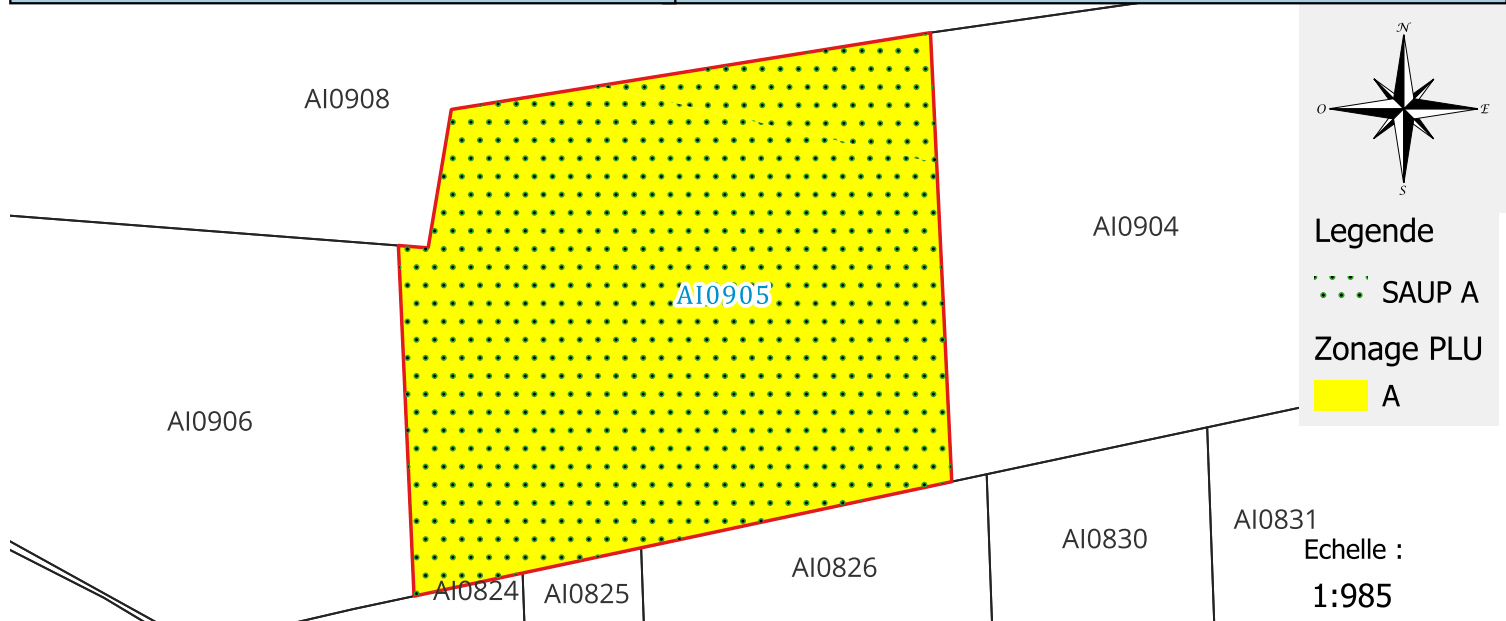 N
O
E
S
AI0908
AI0904
Legende
AI0905
SAUP A
Zonage PLU
A
AI0906
AI0831
AI0830
Echelle :
AI0826
AI0824
AI0825
1:985